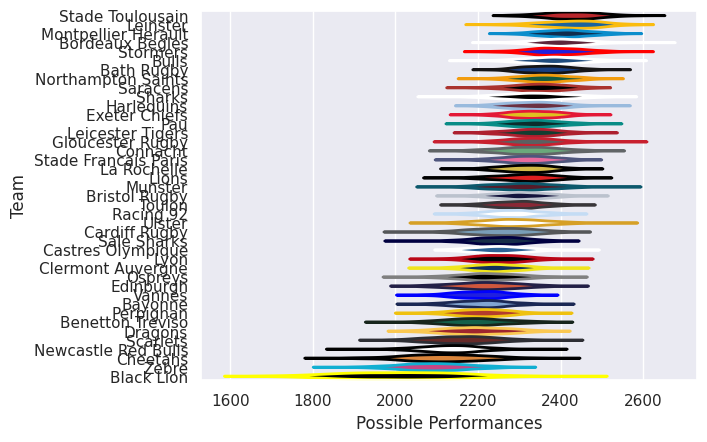 Stade Toulousain
Leinster
Montpellier Herault
Bordeaux Begles
Stormers
Bulls
Bath Rugby
Northampton Saints
Saracens
Sharks
Harlequins
Exeter Chiefs
Pau
Leicester Tigers
Gloucester Rugby
Connacht
Stade Francais Paris
La Rochelle
Lions
Munster
Bristol Rugby
Toulon
Racing 92
Ulster
Cardiff Rugby
Sale Sharks
Castres Olympique
Lyon
Clermont Auvergne
Ospreys
Edinburgh
Vannes
Bayonne
Perpignan
Benetton Treviso
Dragons
Scarlets
Newcastle Red Bulls
Cheetahs
Zebre
Black Lion
Team
1600 1800 2000 2200 2400 2600
Possible Performances